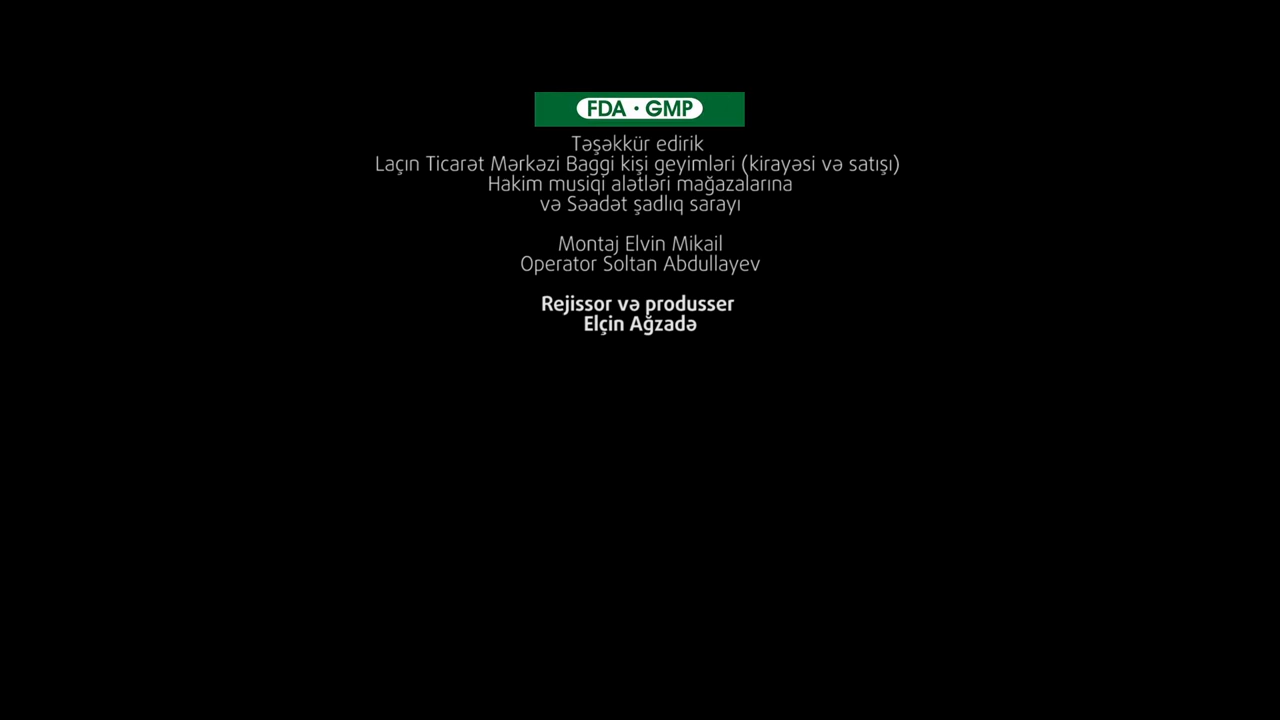 FDA · GMP
Təşəkkür edirik
Laçın Ticarət Mərkəzi Baggi kişi geyimləri (kirayəsi və satışı)
Hakim musiqi alətləri mağazalarına
və Səadət şadlıq sarayı
Montaj Elvin Mikail
Operator Soltan Abdullayev
Rejissor və produsser
Elçin Ağzadə